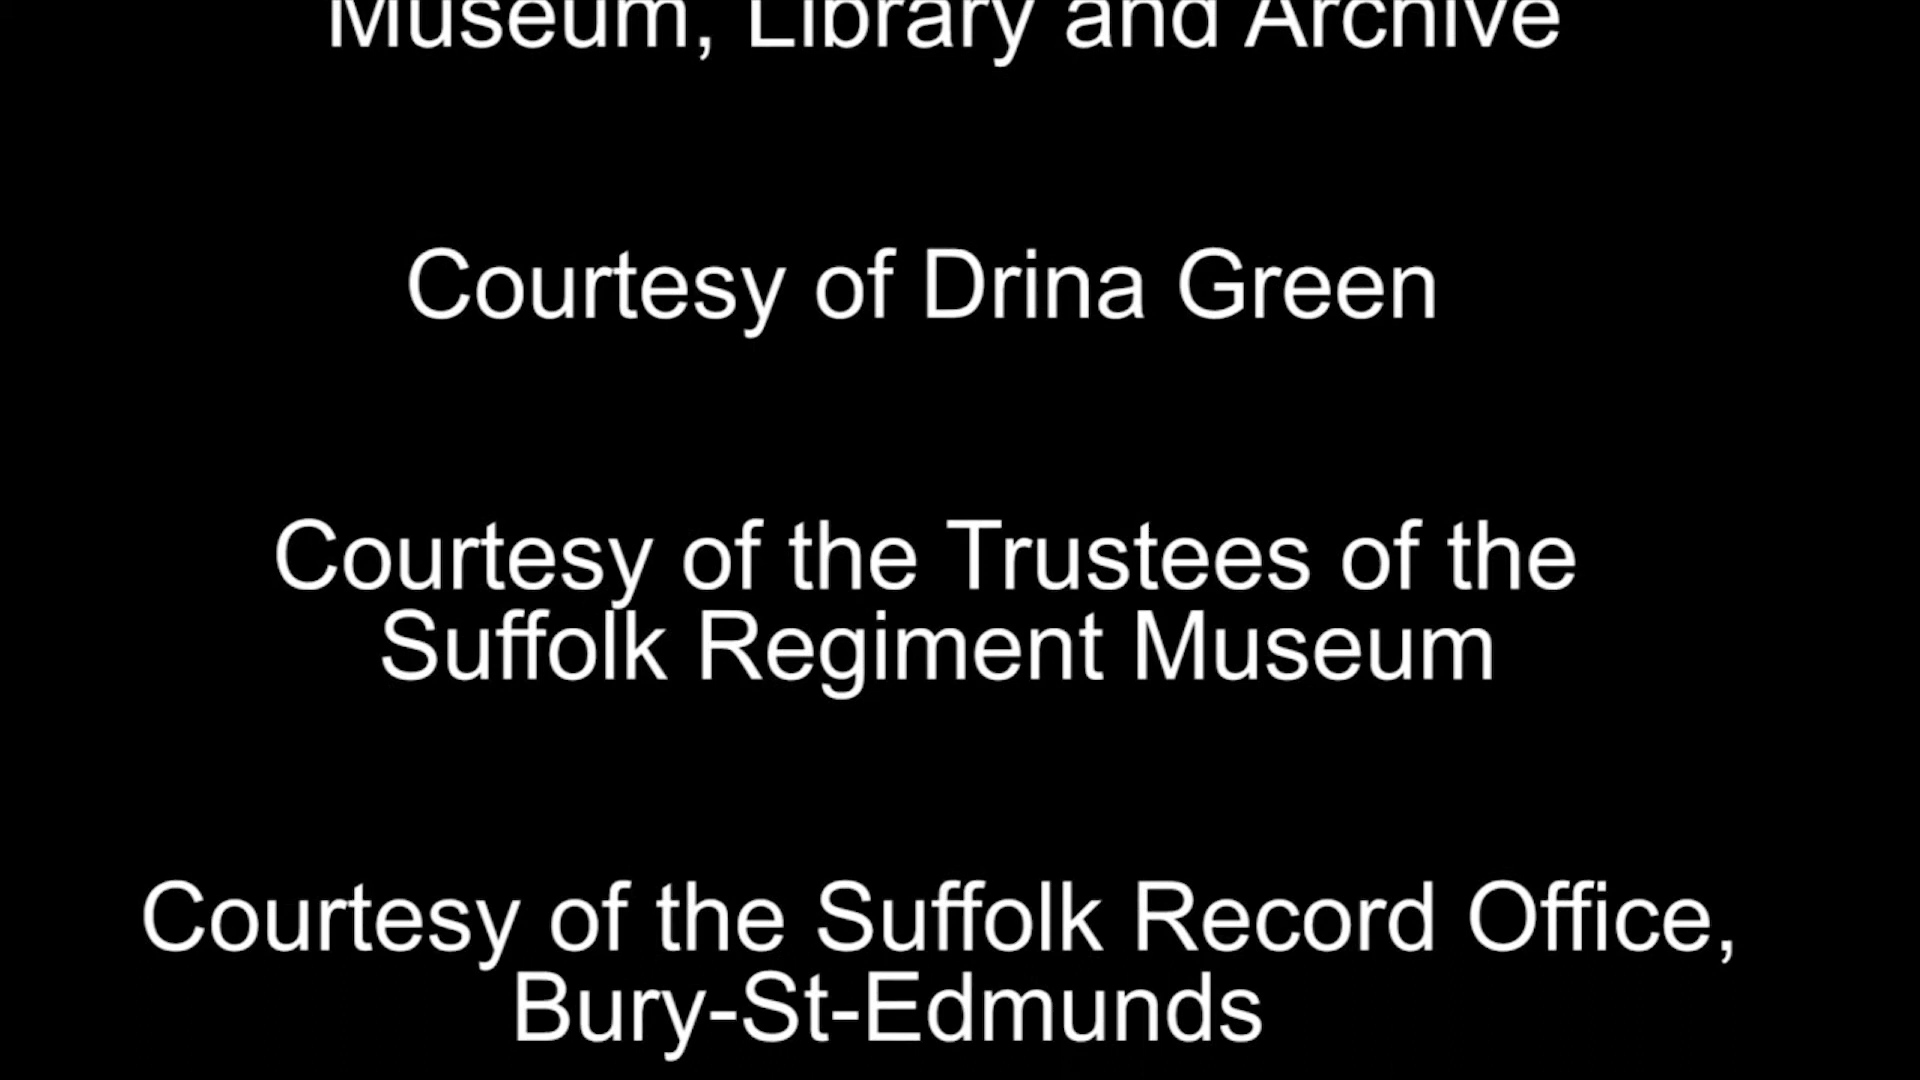 Museum, Library and Archive
Courtesy of Drina Green
Courtesy of the Trustees of the
Suffolk Regiment Museum
Courtesy of the Suffolk Record Office,
Bury-St-Edmunds